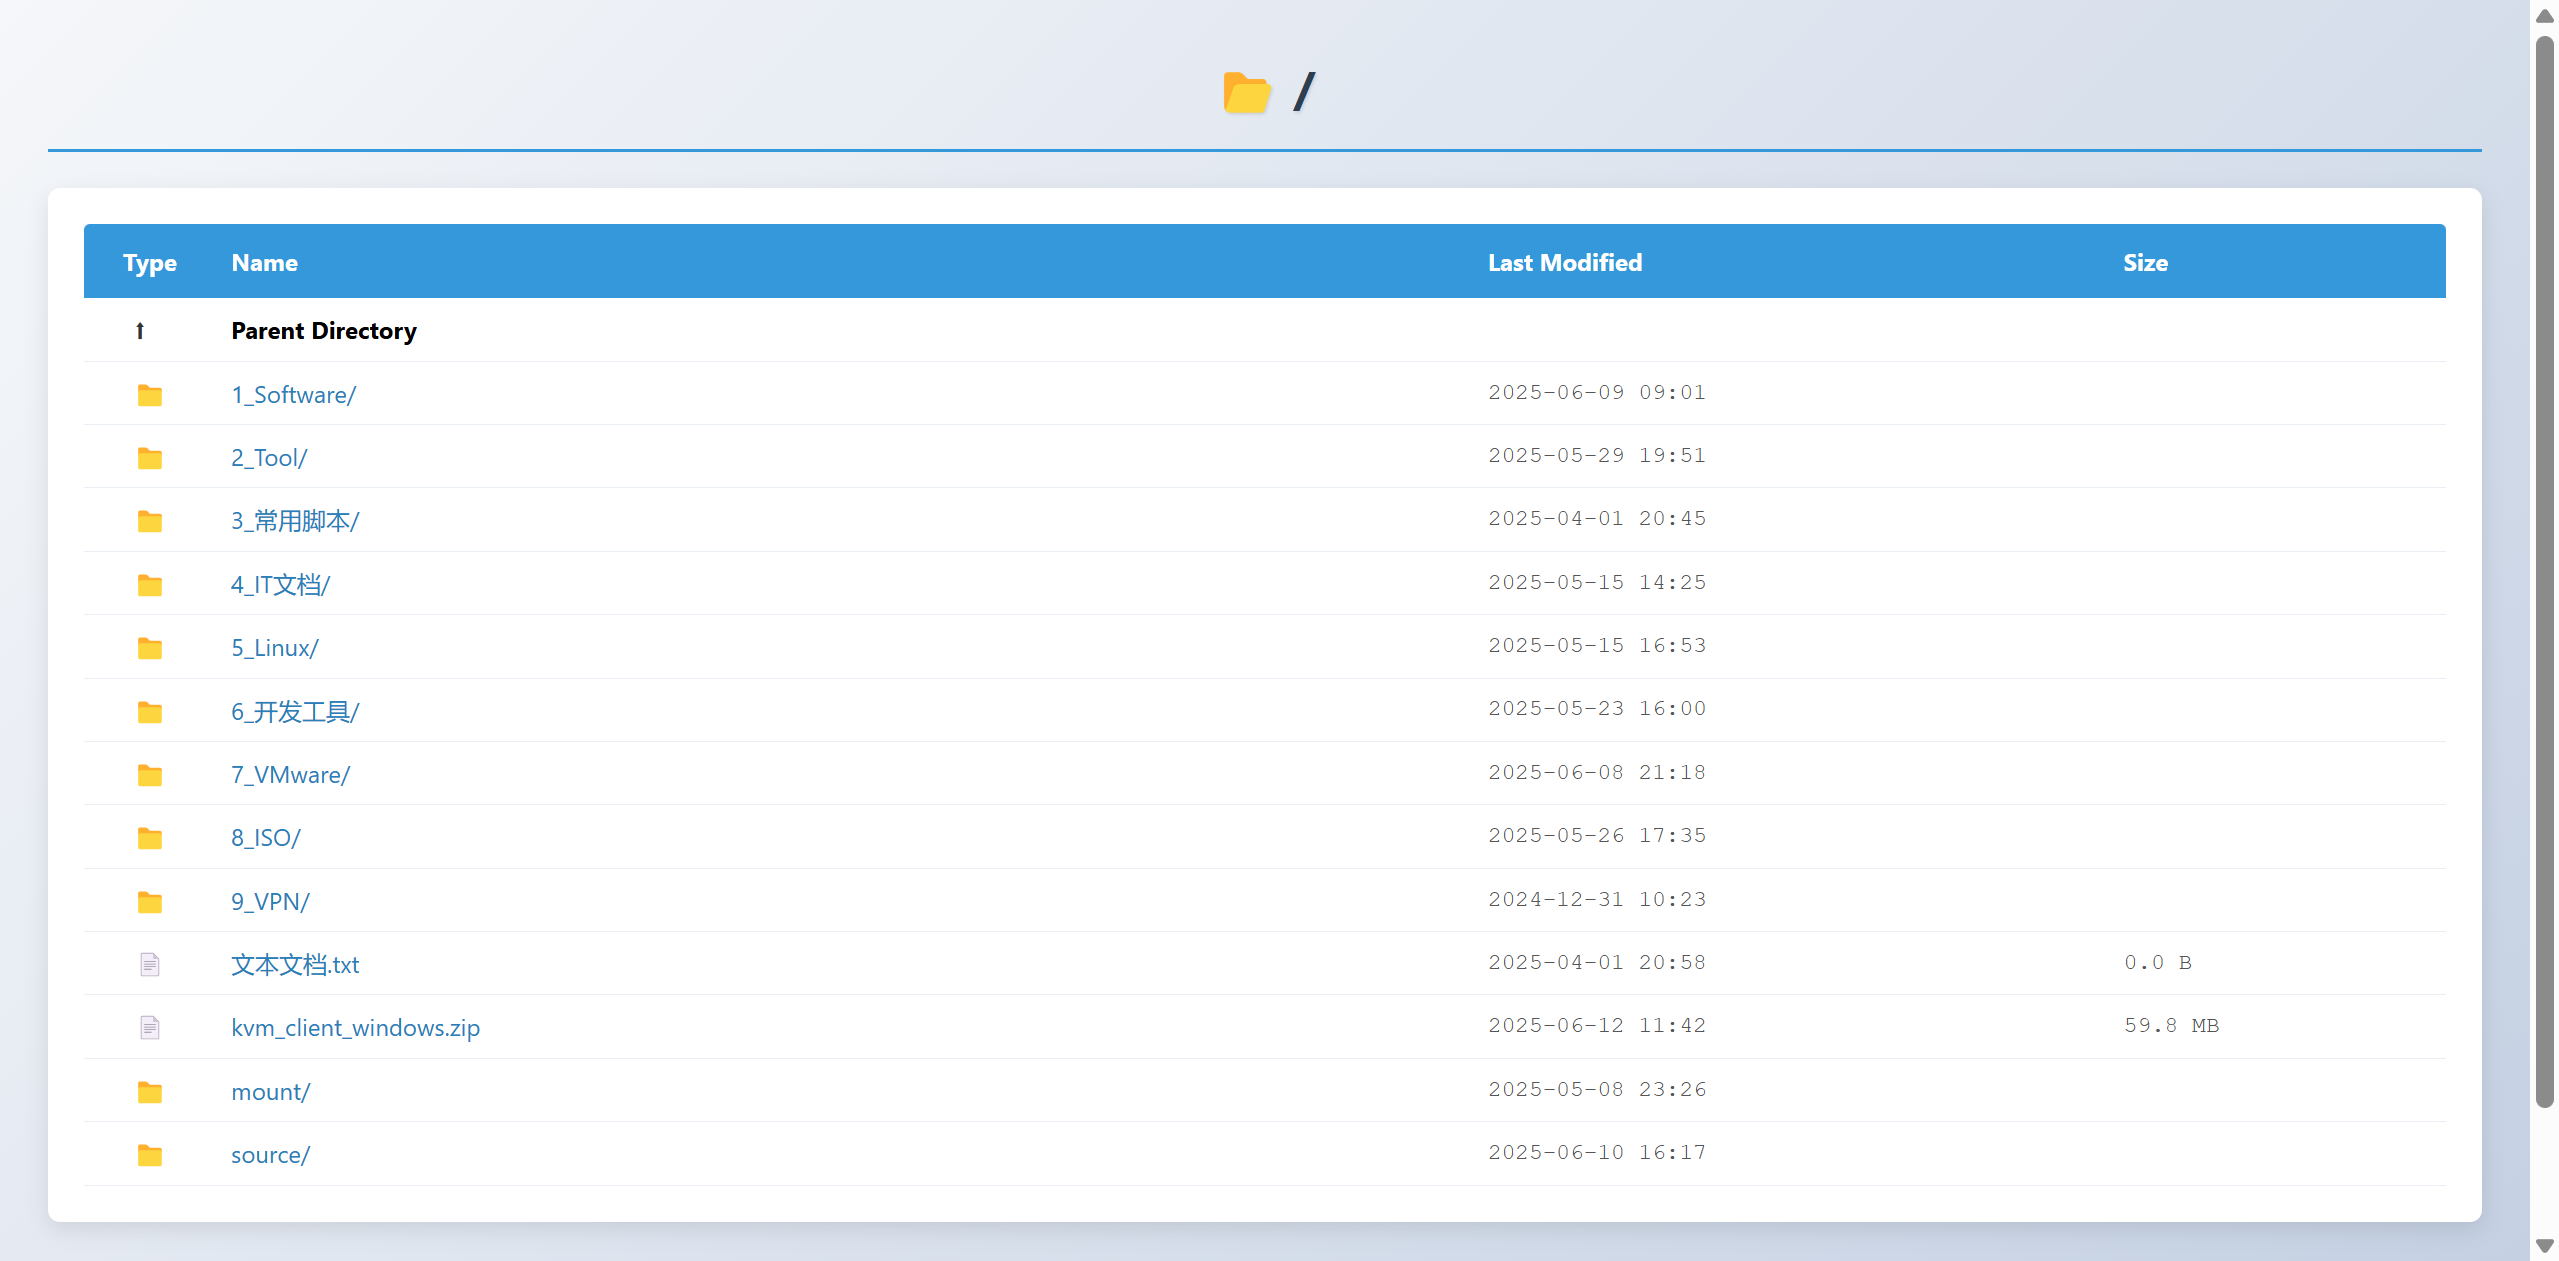 /
Type Name Last Modified Size
Parent Directory
1_Software/ 2025-06-09 09:01
2_Tool/ 2025-05-29 19:51
3_常用脚本/ 2025-04-01 20:45
4_IT文档/ 2025-05-15 14:25
5_Linux/ 2025-05-15 16:53
6_开发工具/ 2025-05-23 16:00
7_VMware/ 2025-06-08 21:18
8_ISO/ 2025-05-26 17:35
9_VPN/ 2024-12-31 10:23
文本文档.txt 2025-04-01 20:58 0.0 B
kvm_client_windows.zip 2025-06-12 11:42 59.8 MB
mount/ 2025-05-08 23:26
source/ 2025-06-10 16:17